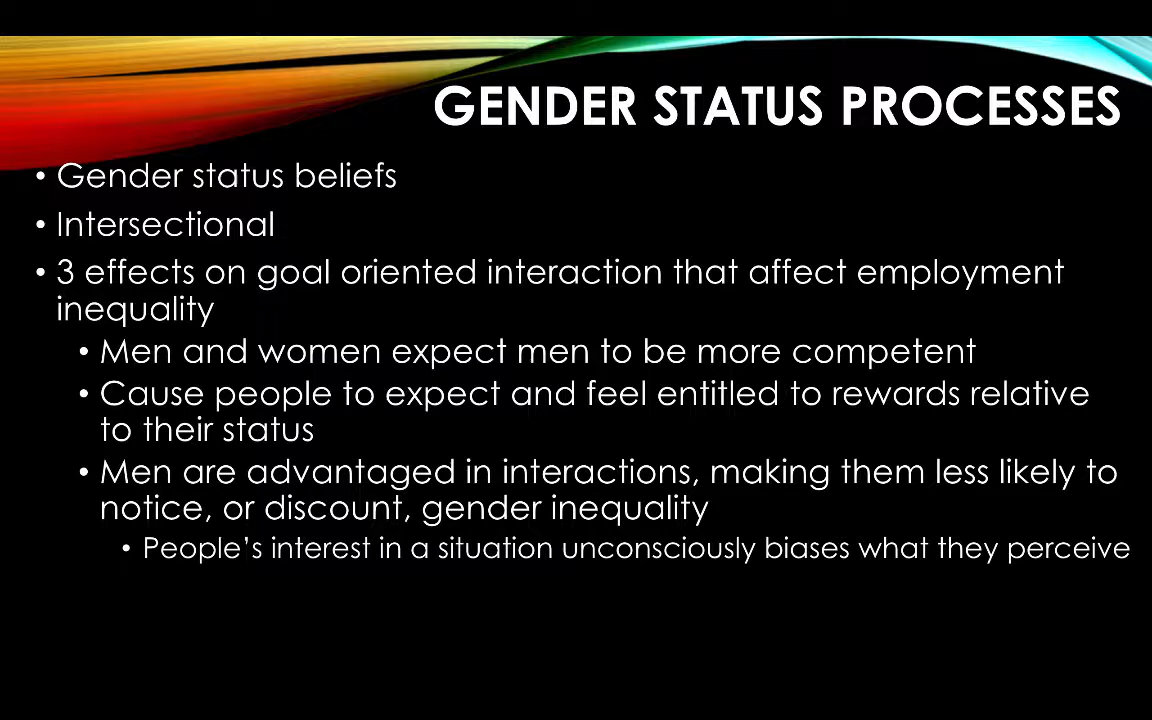 GENDER STATUS PROCESSES
• Gender status beliefs
• Intersectional
• 3 effects on goal oriented interaction that affect employment
inequality
• Men and women expect men to be more competent
• Cause people to expect and feel entitled to rewards relative
to their status
• Men are advantaged in interactions, making them less likely to
notice, or discount, gender inequality
• People’s interest in a situation unconsciously biases what they perceive